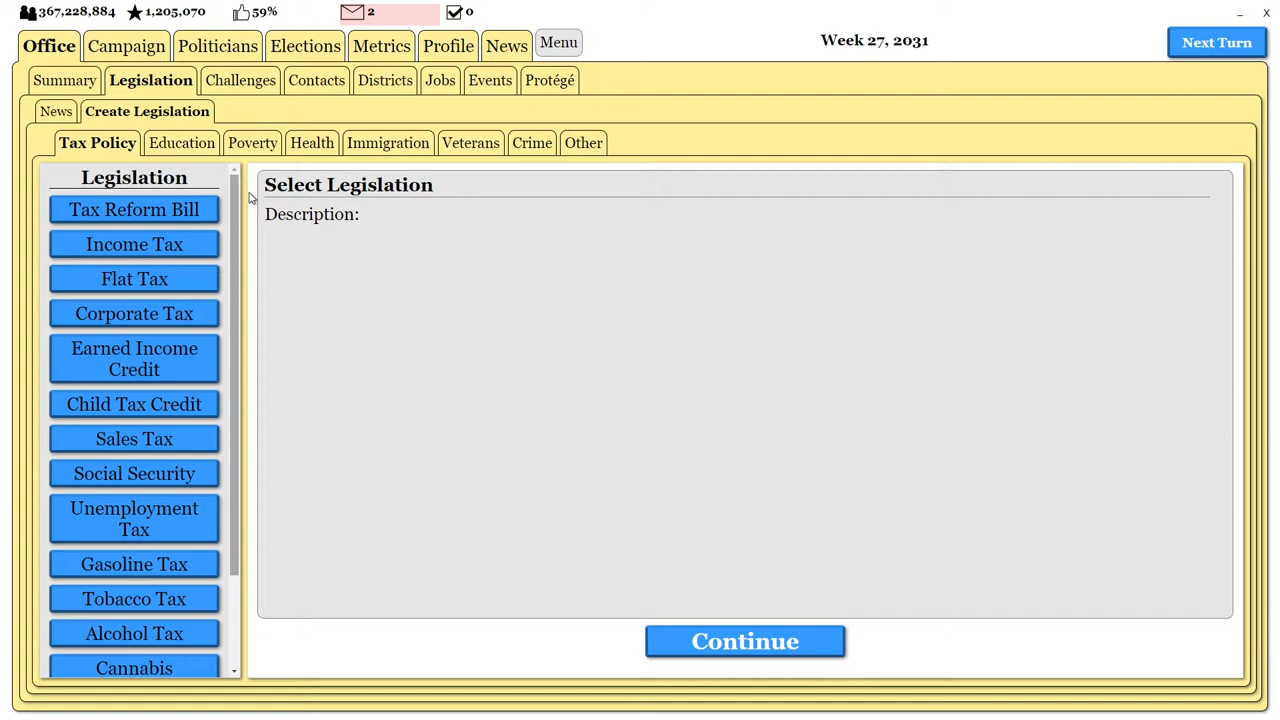 367,228,884 1,205,070 59% 2 0
_ X
Office Campaign Politicians Elections Metrics Profile News Menu
Week 27, 2031
Next Turn
Summary Legislation Challenges Contacts Districts Jobs Events Protégé
News Create Legislation
Tax Policy Education Poverty Health Immigration Veterans Crime Other
Legislation
Tax Reform Bill
Income Tax
Flat Tax
Corporate Tax
Earned Income
Credit
Child Tax Credit
Sales Tax
Social Security
Unemployment
Tax
Gasoline Tax
Tobacco Tax
Alcohol Tax
Cannabis
Select Legislation
Description:
Continue